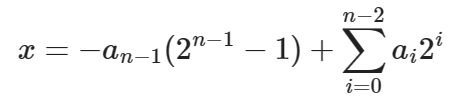 x = −a_{n−1}(2^{n−1} − 1) + \sum_{i=0}^{n−2} a_i 2^i